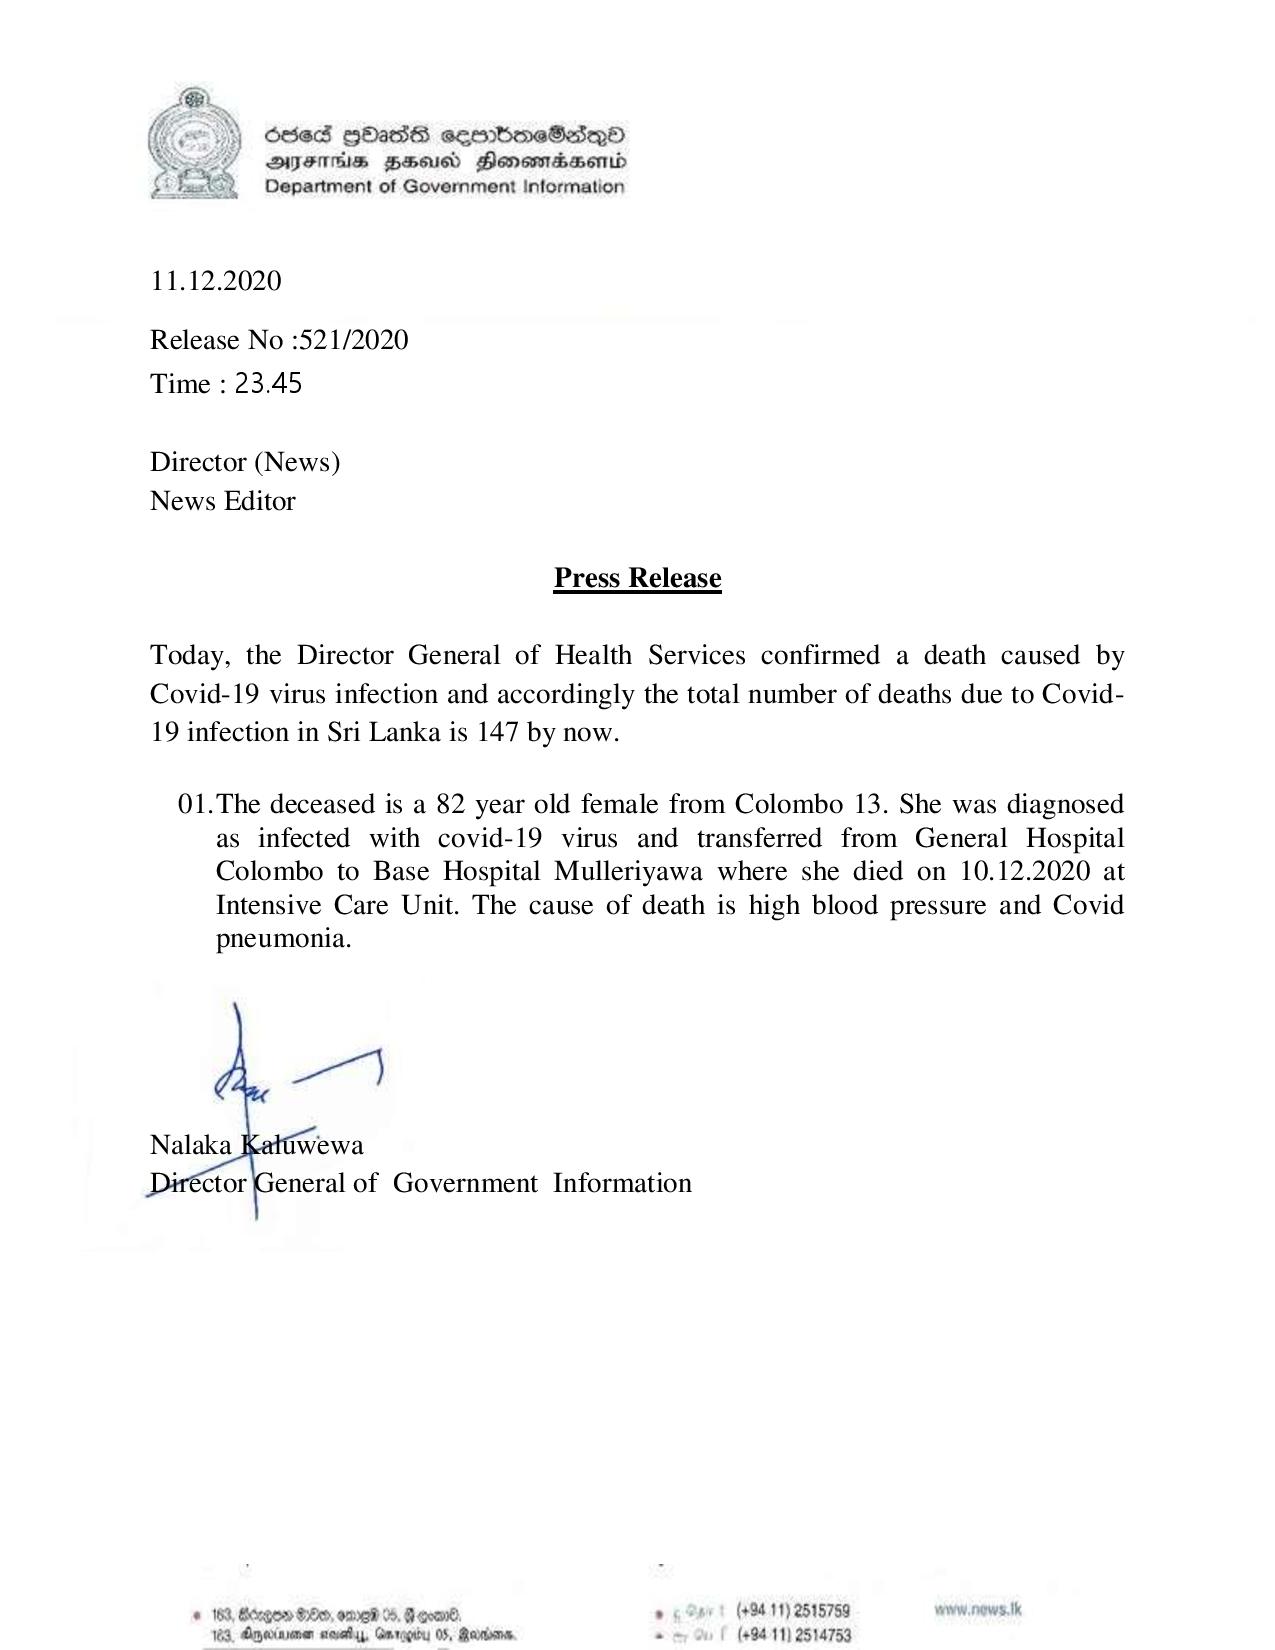 රජයේ ප්‍රවෘත්ති දෙපාර්තමේන්තුව
அரசாங்க தகவல் திணைக்களம்
Department of Government Information
11.12.2020
Release No :521/2020
Time : 23.45
Director (News)
News Editor
Press Release
Today, the Director General of Health Services confirmed a death caused by
Covid-19 virus infection and accordingly the total number of deaths due to Covid-
19 infection in Sri Lanka is 147 by now.
01. The deceased is a 82 year old female from Colombo 13. She was diagnosed
as infected with covid-19 virus and transferred from General Hospital
Colombo to Base Hospital Mulleriyawa where she died on 10.12.2020 at
Intensive Care Unit. The cause of death is high blood pressure and Covid
pneumonia.
Nalaka Kaluwewa
Director General of Government Information
163, කිරුලපන මාවත, කොළඹ 05, ශ්‍රී ලංකාව.
163, கிருலப்பனை எவனியூ, கொழும்பு 05, இலங்கை.
(+94 11) 2515759
(+94 11) 2514753
www.news.lk